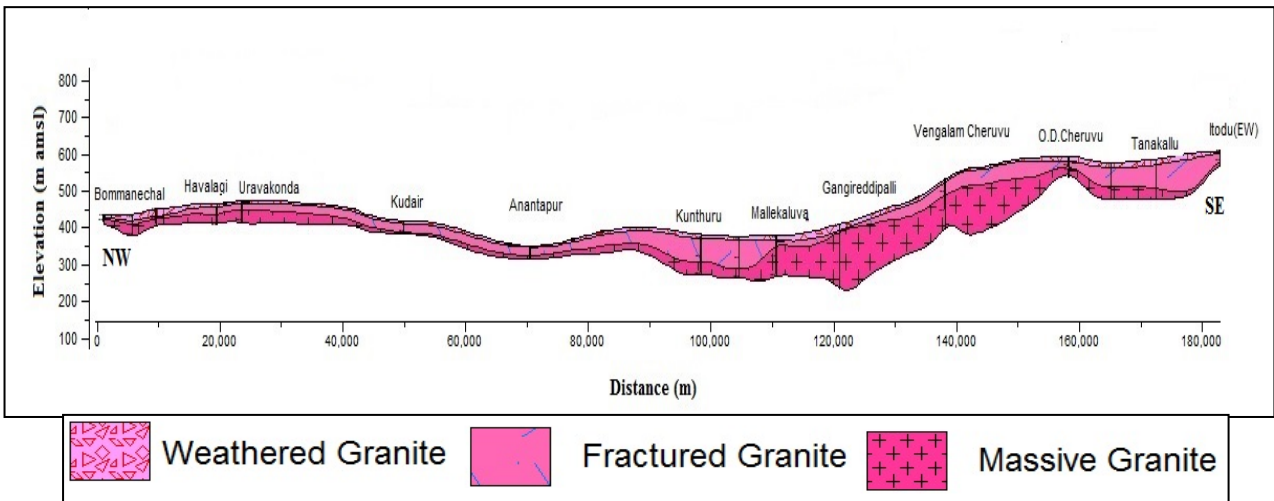 Elevation (m amsl)
800
700
600
500
400
300
200
100
Bommanechal
Havalagi
Uravakonda
Kudair
Anantapur
Kunthuru
Mallekaluva
Gangireddipalli
Vengalam Cheruvu
O.D.Cheruvu
Tanakallu
Itodu(EW)
NW
SE
0 20,000 40,000 60,000 80,000 100,000 120,000 140,000 160,000 180,000
Distance (m)
Weathered Granite
Fractured Granite
Massive Granite